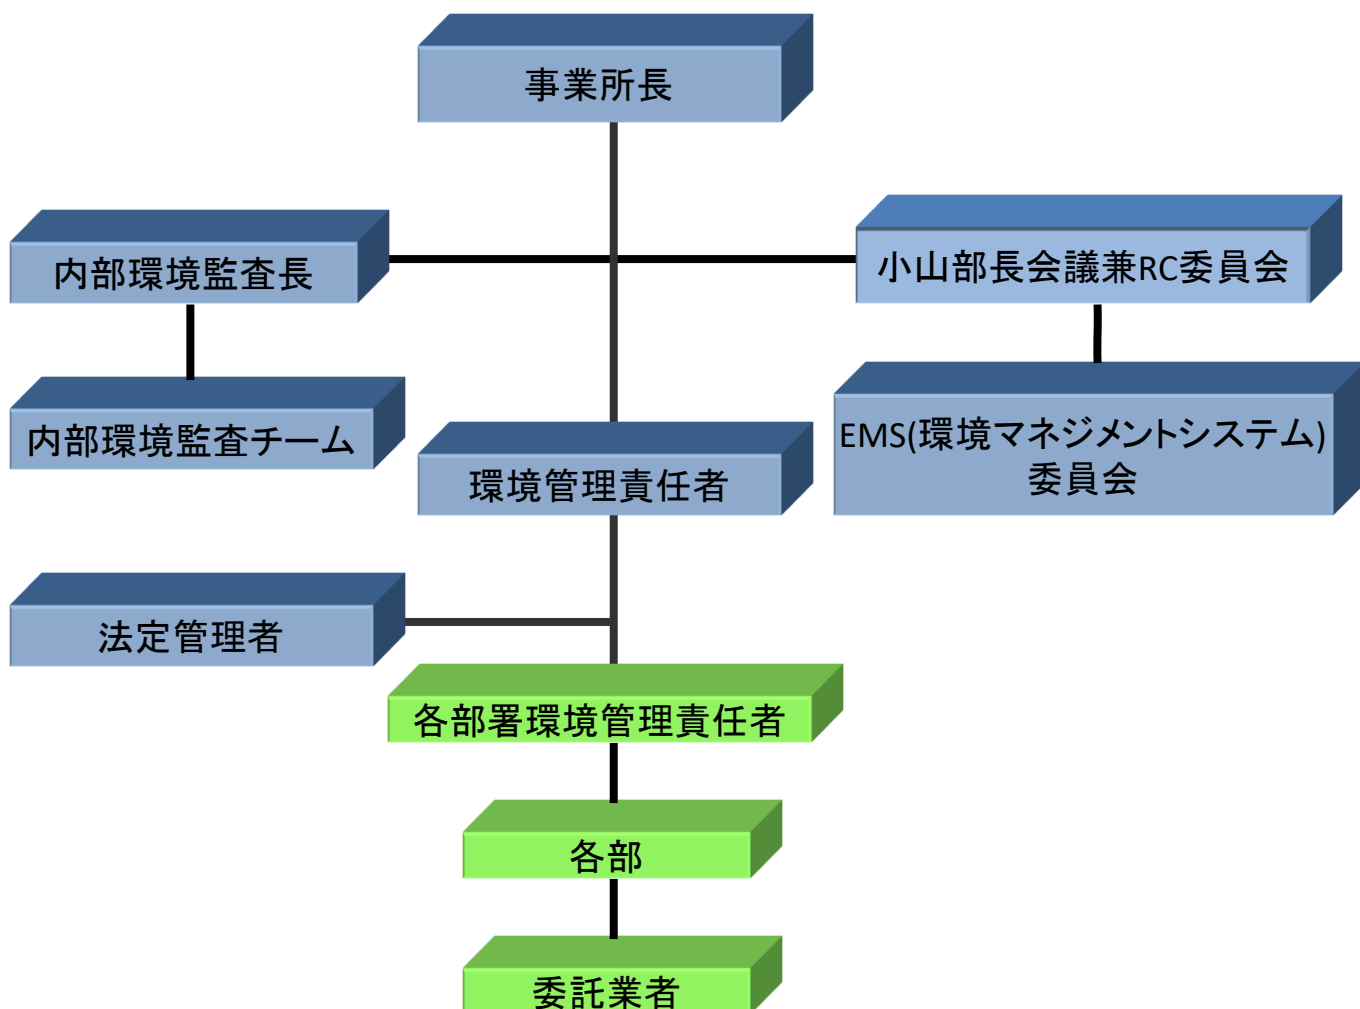 事業所長
内部環境監査長
小山部長会議兼RC委員会
内部環境監査チーム
EMS(環境マネジメントシステム)
委員会
環境管理責任者
法定管理者
各部署環境管理責任者
各部
委託業者